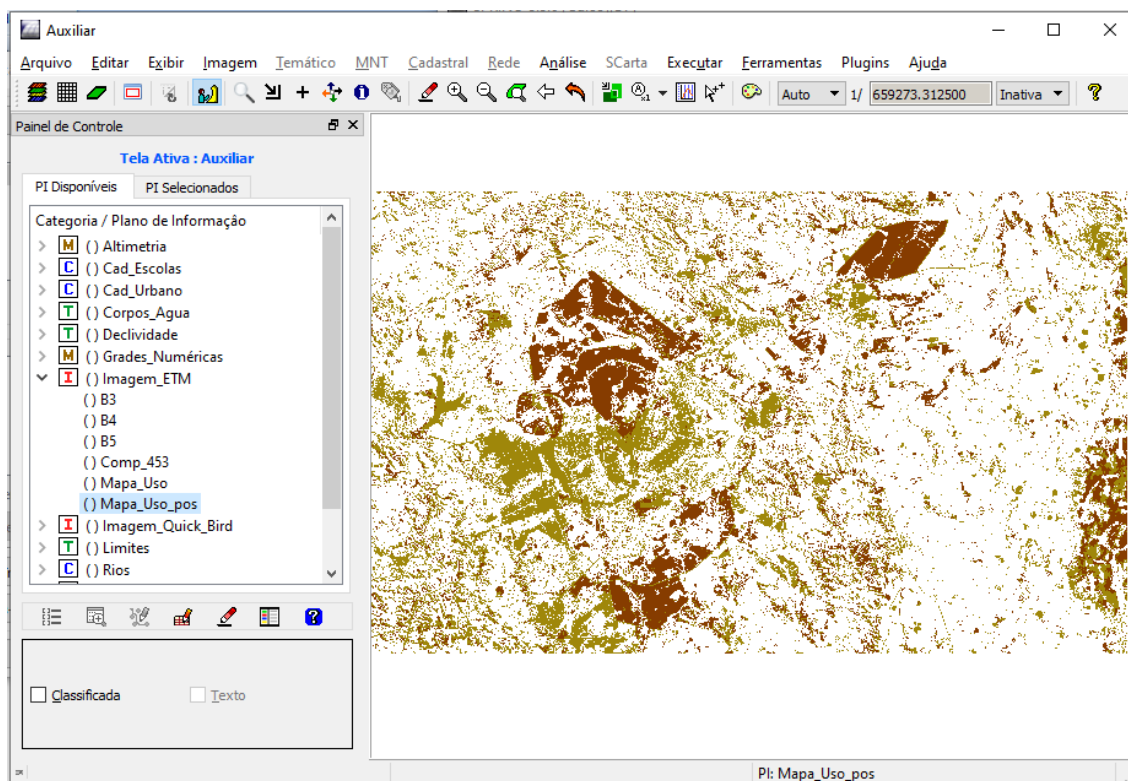 Auxiliar
Arquivo Editar Exibir Imagem Temático MNT Cadastral Rede Análise SCarta Executar Ferramentas Plugins Ajuda
Auto 1/ 659273.312500 Inativa
Painel de Controle
Tela Ativa : Auxiliar
PI Disponíveis PI Selecionados
Categoria / Plano de Informação
M () Altimetria
C () Cad_Escolas
C () Cad_Urbano
T () Corpos_Agua
T () Declividade
M () Grades_Numéricas
I () Imagem_ETM
() B3
() B4
() B5
() Comp_453
() Mapa_Uso
() Mapa_Uso_pos
I () Imagem_Quick_Bird
T () Limites
C () Rios
Classificada Texto
PI: Mapa_Uso_pos